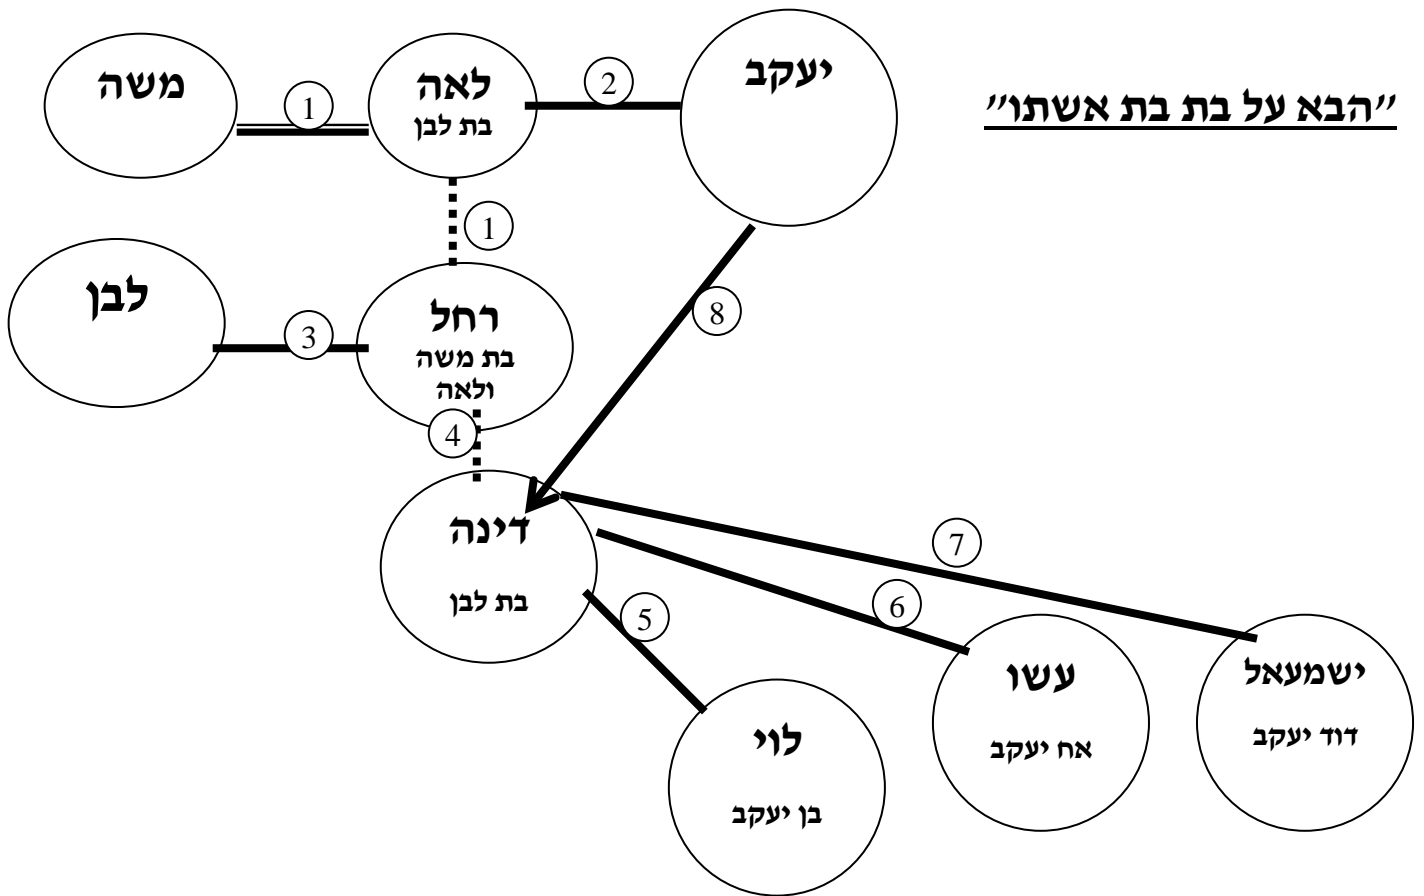 ״הבא על בת בת אשתו״
יעקב
2
לאה
בת לבן
1
משה
1
8
רחל
בת משה
ולאה
3
לבן
4
דינה
בת לבן
7
6
5
ישמעאל
דוד יעקב
עשו
אח יעקב
לוי
בן יעקב